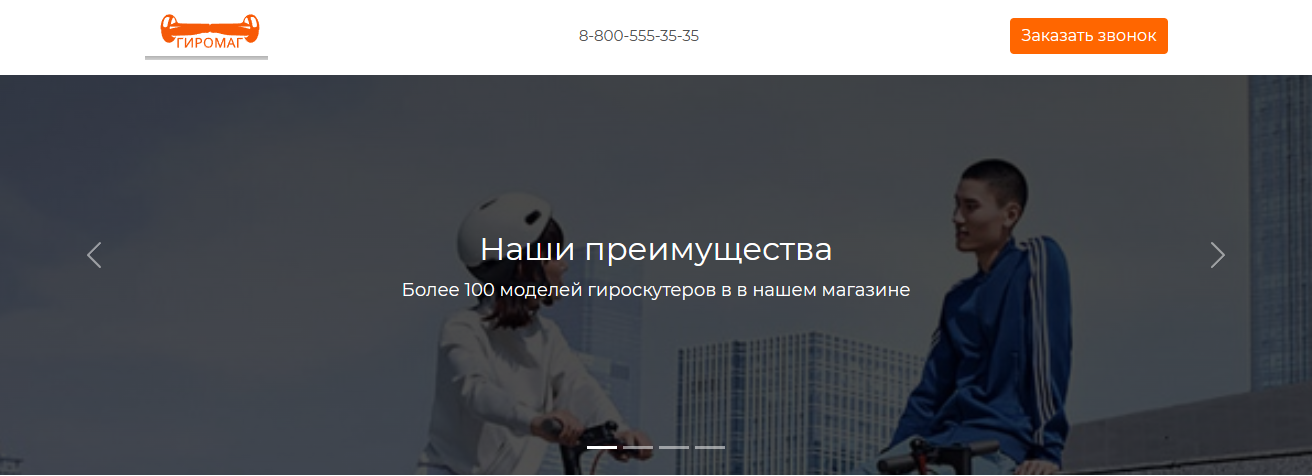 ГИРОМАГ
8-800-555-35-35
Заказать звонок
Наши преимущества
Более 100 моделей гироскутеров в в нашем магазине